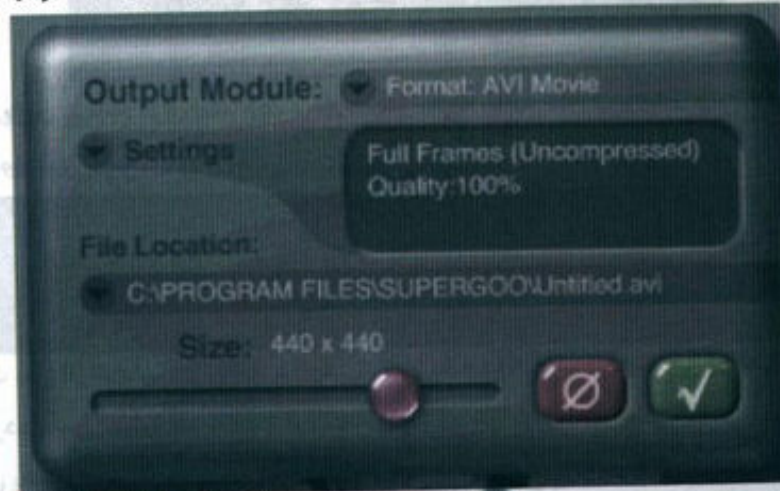 Output Module: Format: AVI Movie
Settings
Full Frames (Uncompressed)
Quality:100%
File Location:
C:\PROGRAM FILES\SUPERGOO\Untitled.avi
Size: 440 x 440